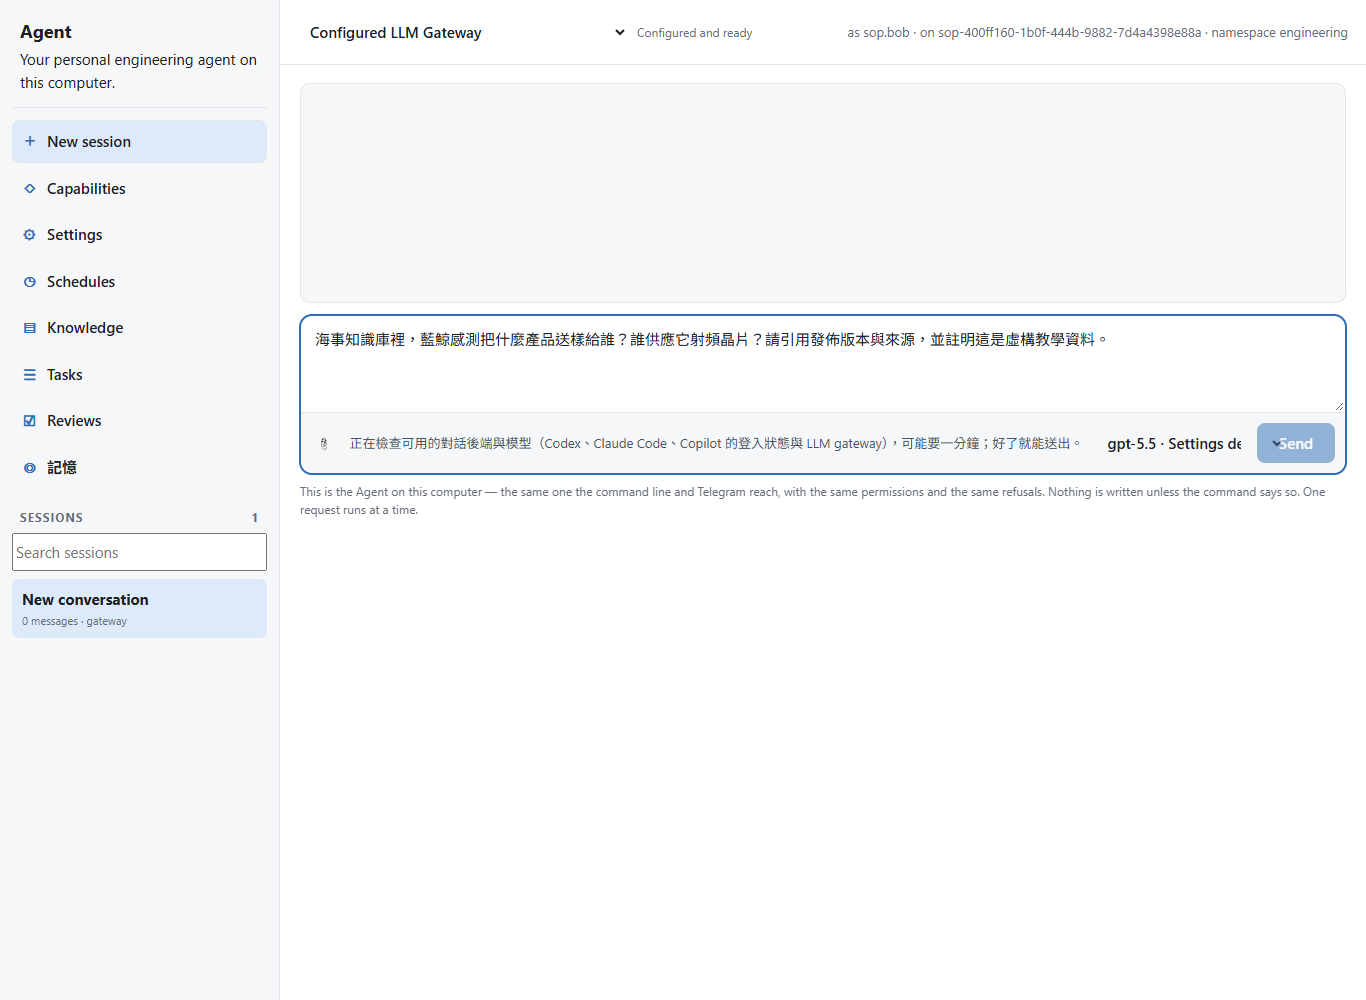 Agent
Your personal engineering agent on
this computer.
New session
Capabilities
Settings
Schedules
Knowledge
Tasks
Reviews
記憶
SESSIONS 1
Search sessions
New conversation
0 messages · gateway
Configured LLM Gateway
Configured and ready
as sop.bob · on sop-400ff160-1b0f-444b-9882-7d4a4398e88a · namespace engineering
海事知識庫裡，藍鯨感測把什麼產品送樣給誰？誰供應它射頻晶片？請引用發佈版本與來源，並註明這是虛構教學資料。
正在檢查可用的對話後端與模型（Codex、Claude Code、Copilot 的登入狀態與 LLM gateway），可能要一分鐘；好了就能送出。
gpt-5.5 · Settings de
Send
This is the Agent on this computer — the same one the command line and Telegram reach, with the same permissions and the same refusals. Nothing is written unless the command says so. One
request runs at a time.